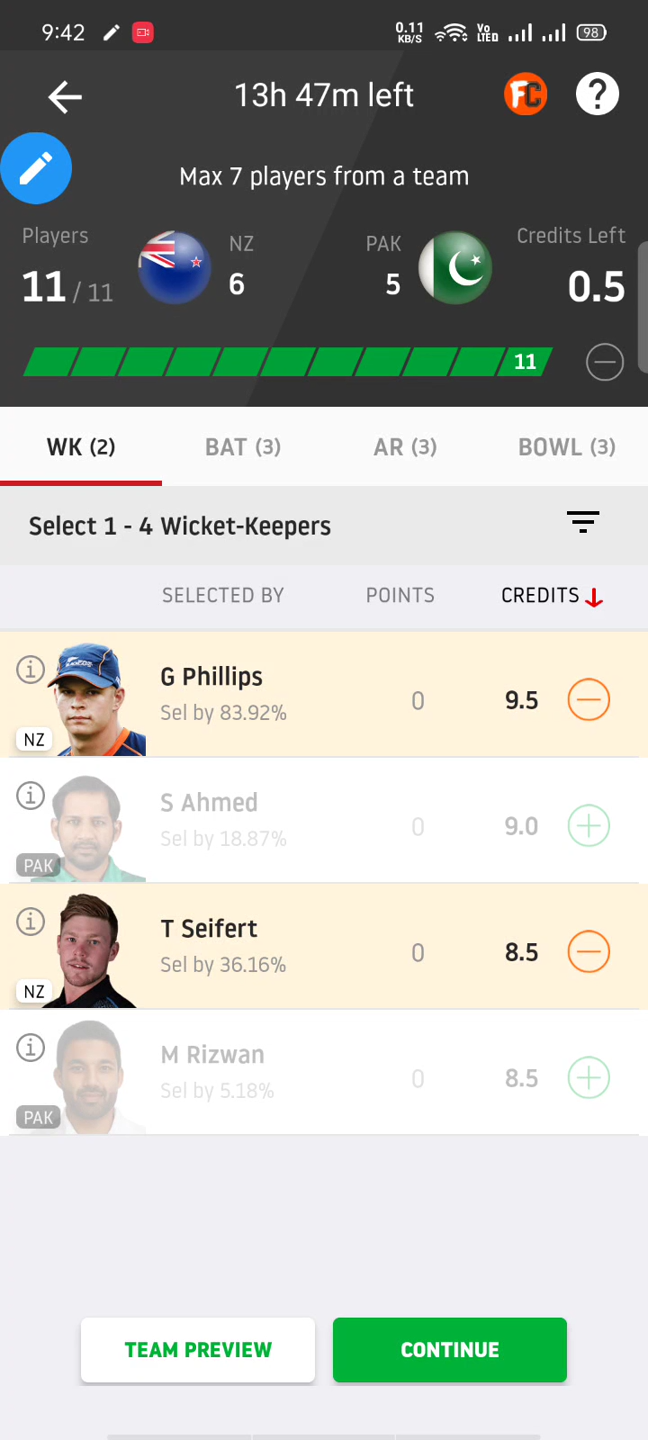 9:42
0.11 KB/S
Vo LTED
98
13h 47m left
FC
?
Max 7 players from a team
Players
11 / 11
NZ
6
PAK
5
Credits Left
0.5
11
WK (2) BAT (3) AR (3) BOWL (3)
Select 1 - 4 Wicket-Keepers
SELECTED BY POINTS CREDITS
i
G Phillips
Sel by 83.92%
0 9.5
NZ
i
S Ahmed
Sel by 18.87%
0 9.0
PAK
i
T Seifert
Sel by 36.16%
0 8.5
NZ
i
M Rizwan
Sel by 5.18%
0 8.5
PAK
TEAM PREVIEW CONTINUE